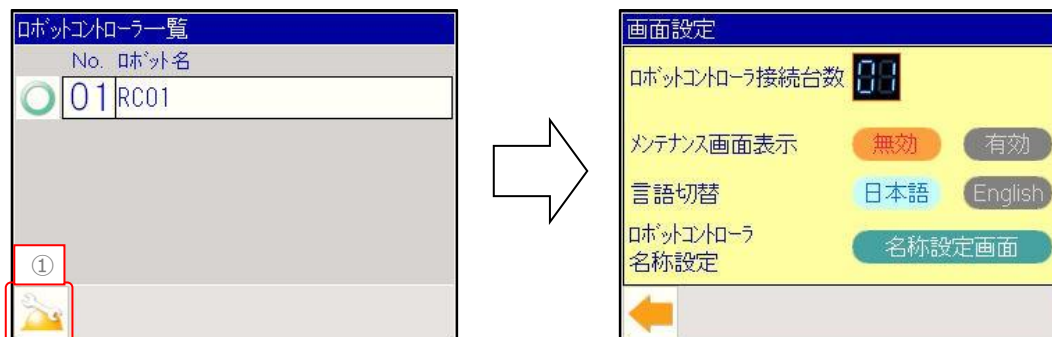 ロボットコントローラ一覧
No. ロボット名
01 RC01
①
画面設定
ロボットコントローラ接続台数 01
メンテナンス画面表示 無効 有効
言語切替 日本語 English
ロボットコントローラ
名称設定 名称設定画面